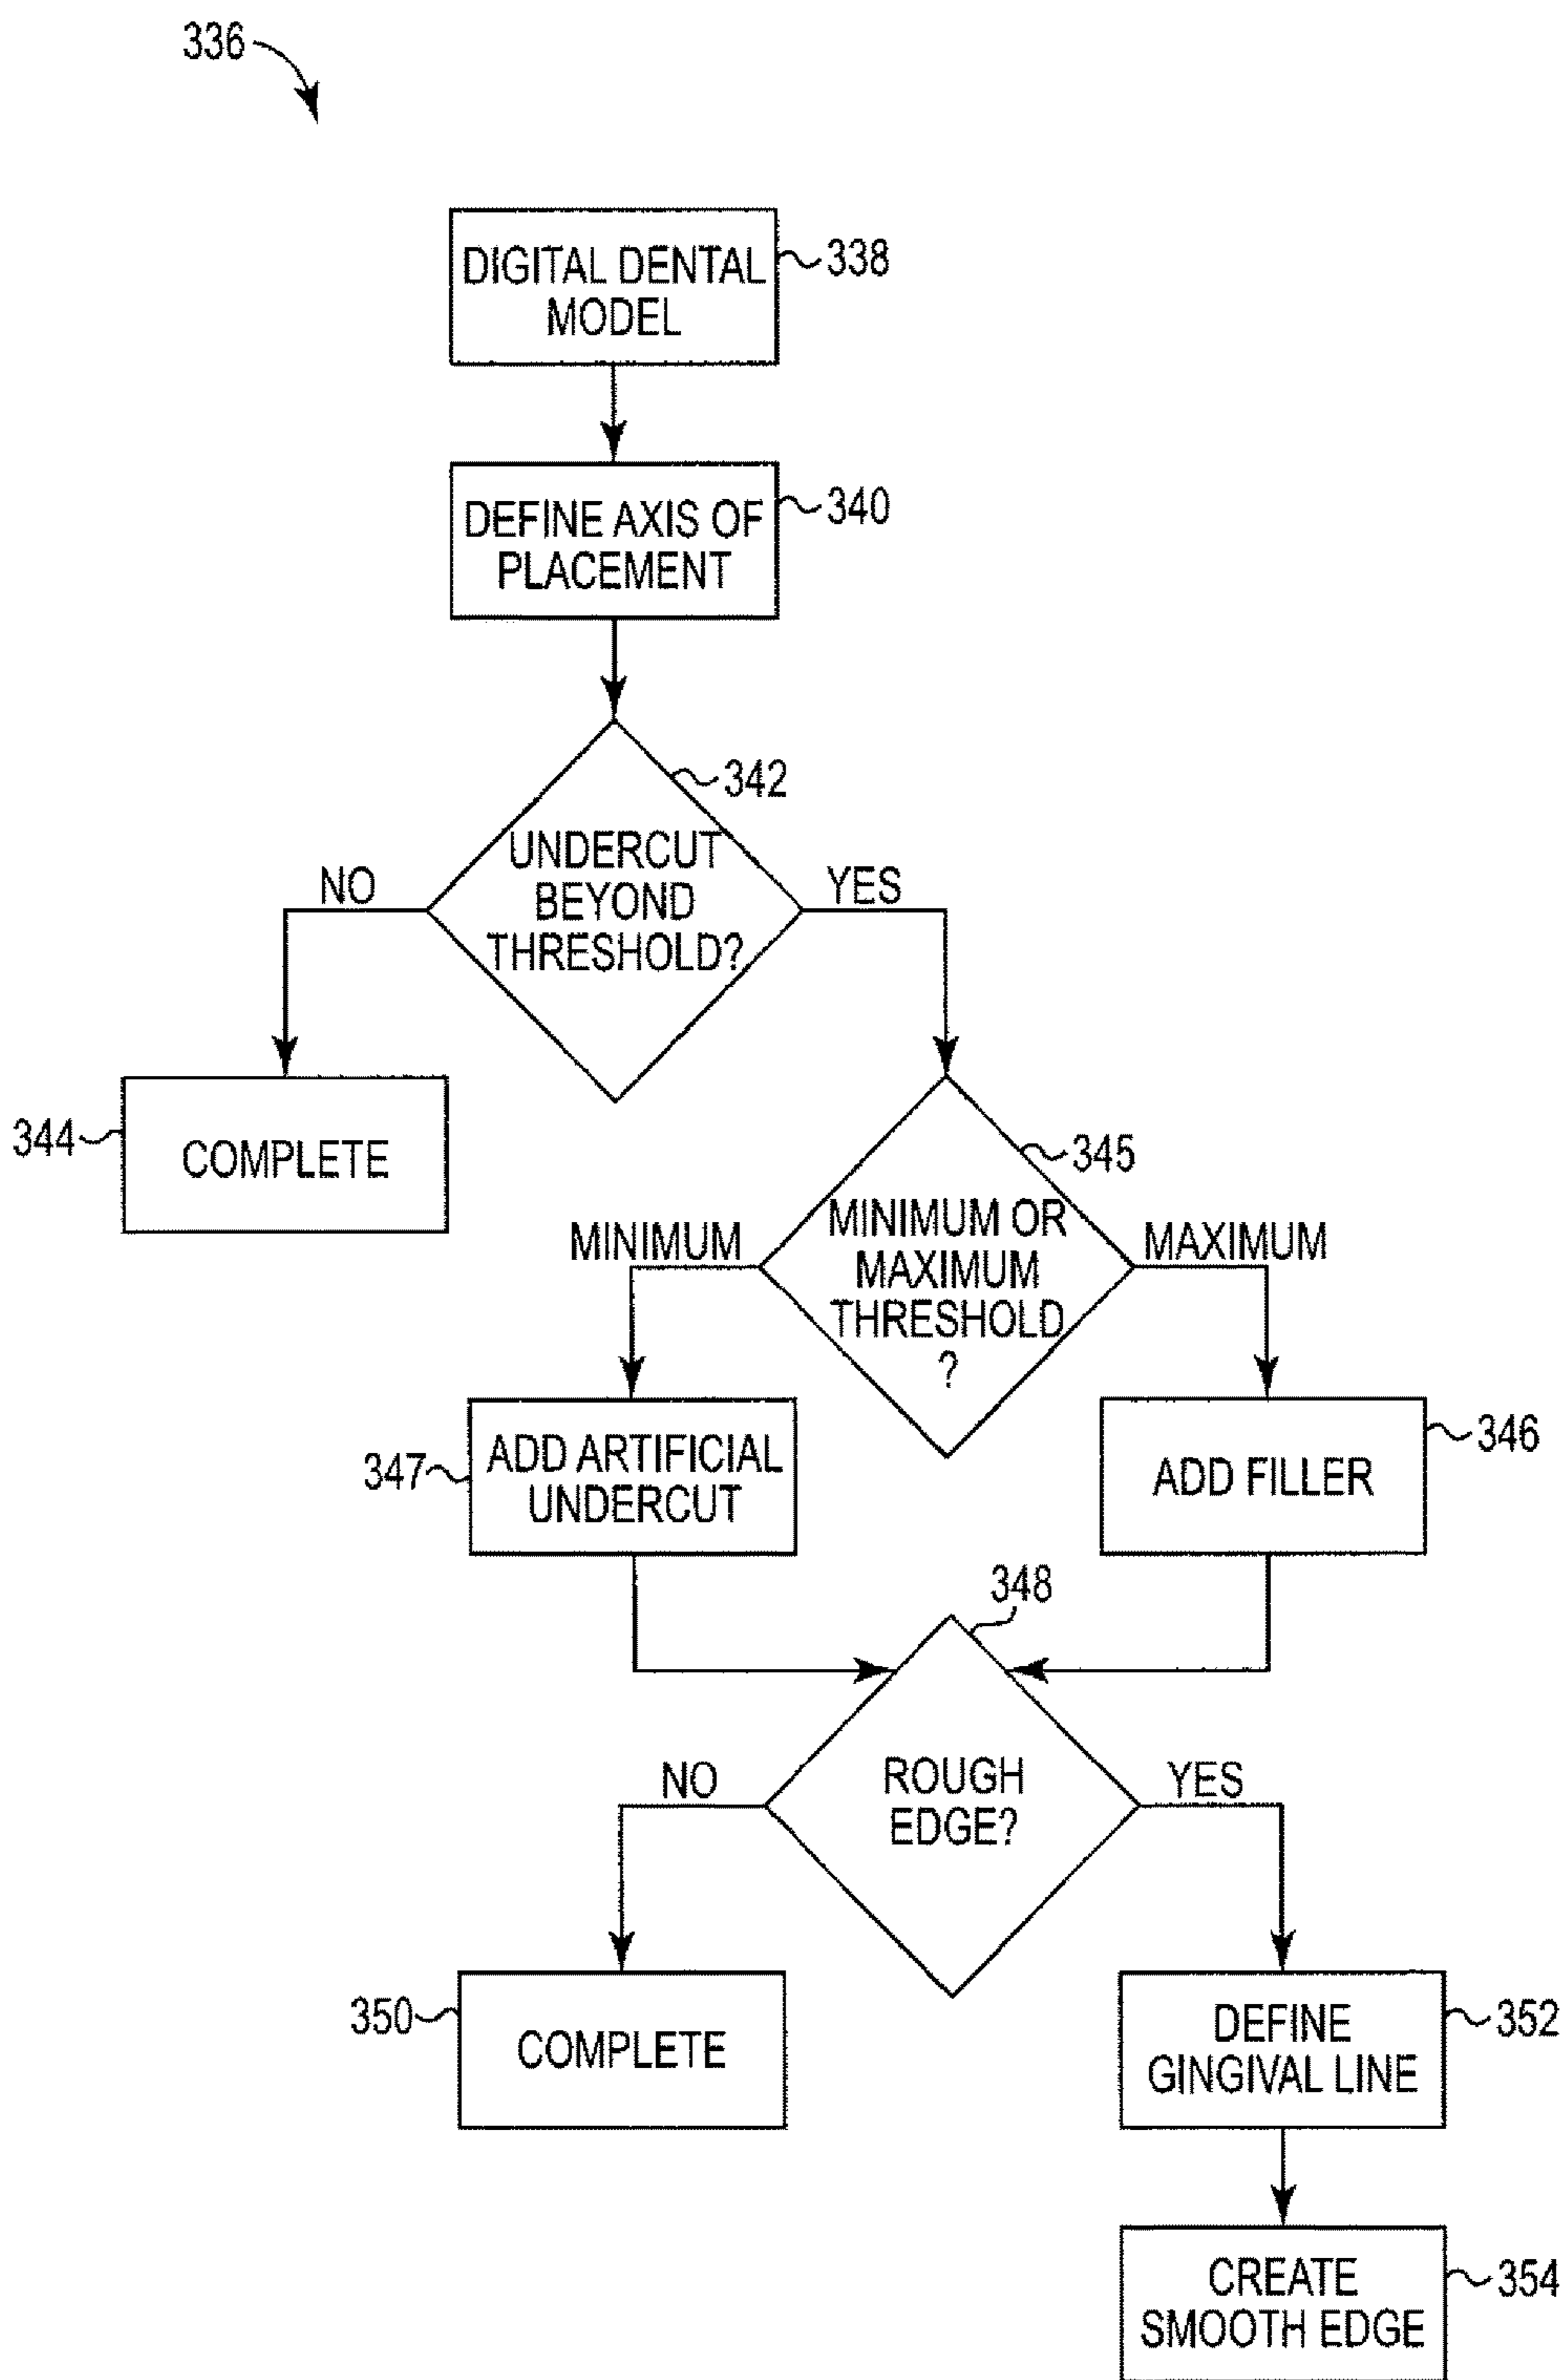 336
DIGITAL DENTAL
MODEL
338
DEFINE AXIS OF
PLACEMENT
340
342
UNDERCUT
BEYOND
THRESHOLD?
NO
YES
344
COMPLETE
345
MINIMUM OR
MAXIMUM
THRESHOLD
?
MINIMUM
MAXIMUM
347
ADD ARTIFICIAL
UNDERCUT
ADD FILLER
346
348
ROUGH
EDGE?
NO
YES
350
COMPLETE
DEFINE
GINGIVAL LINE
352
CREATE
SMOOTH EDGE
354